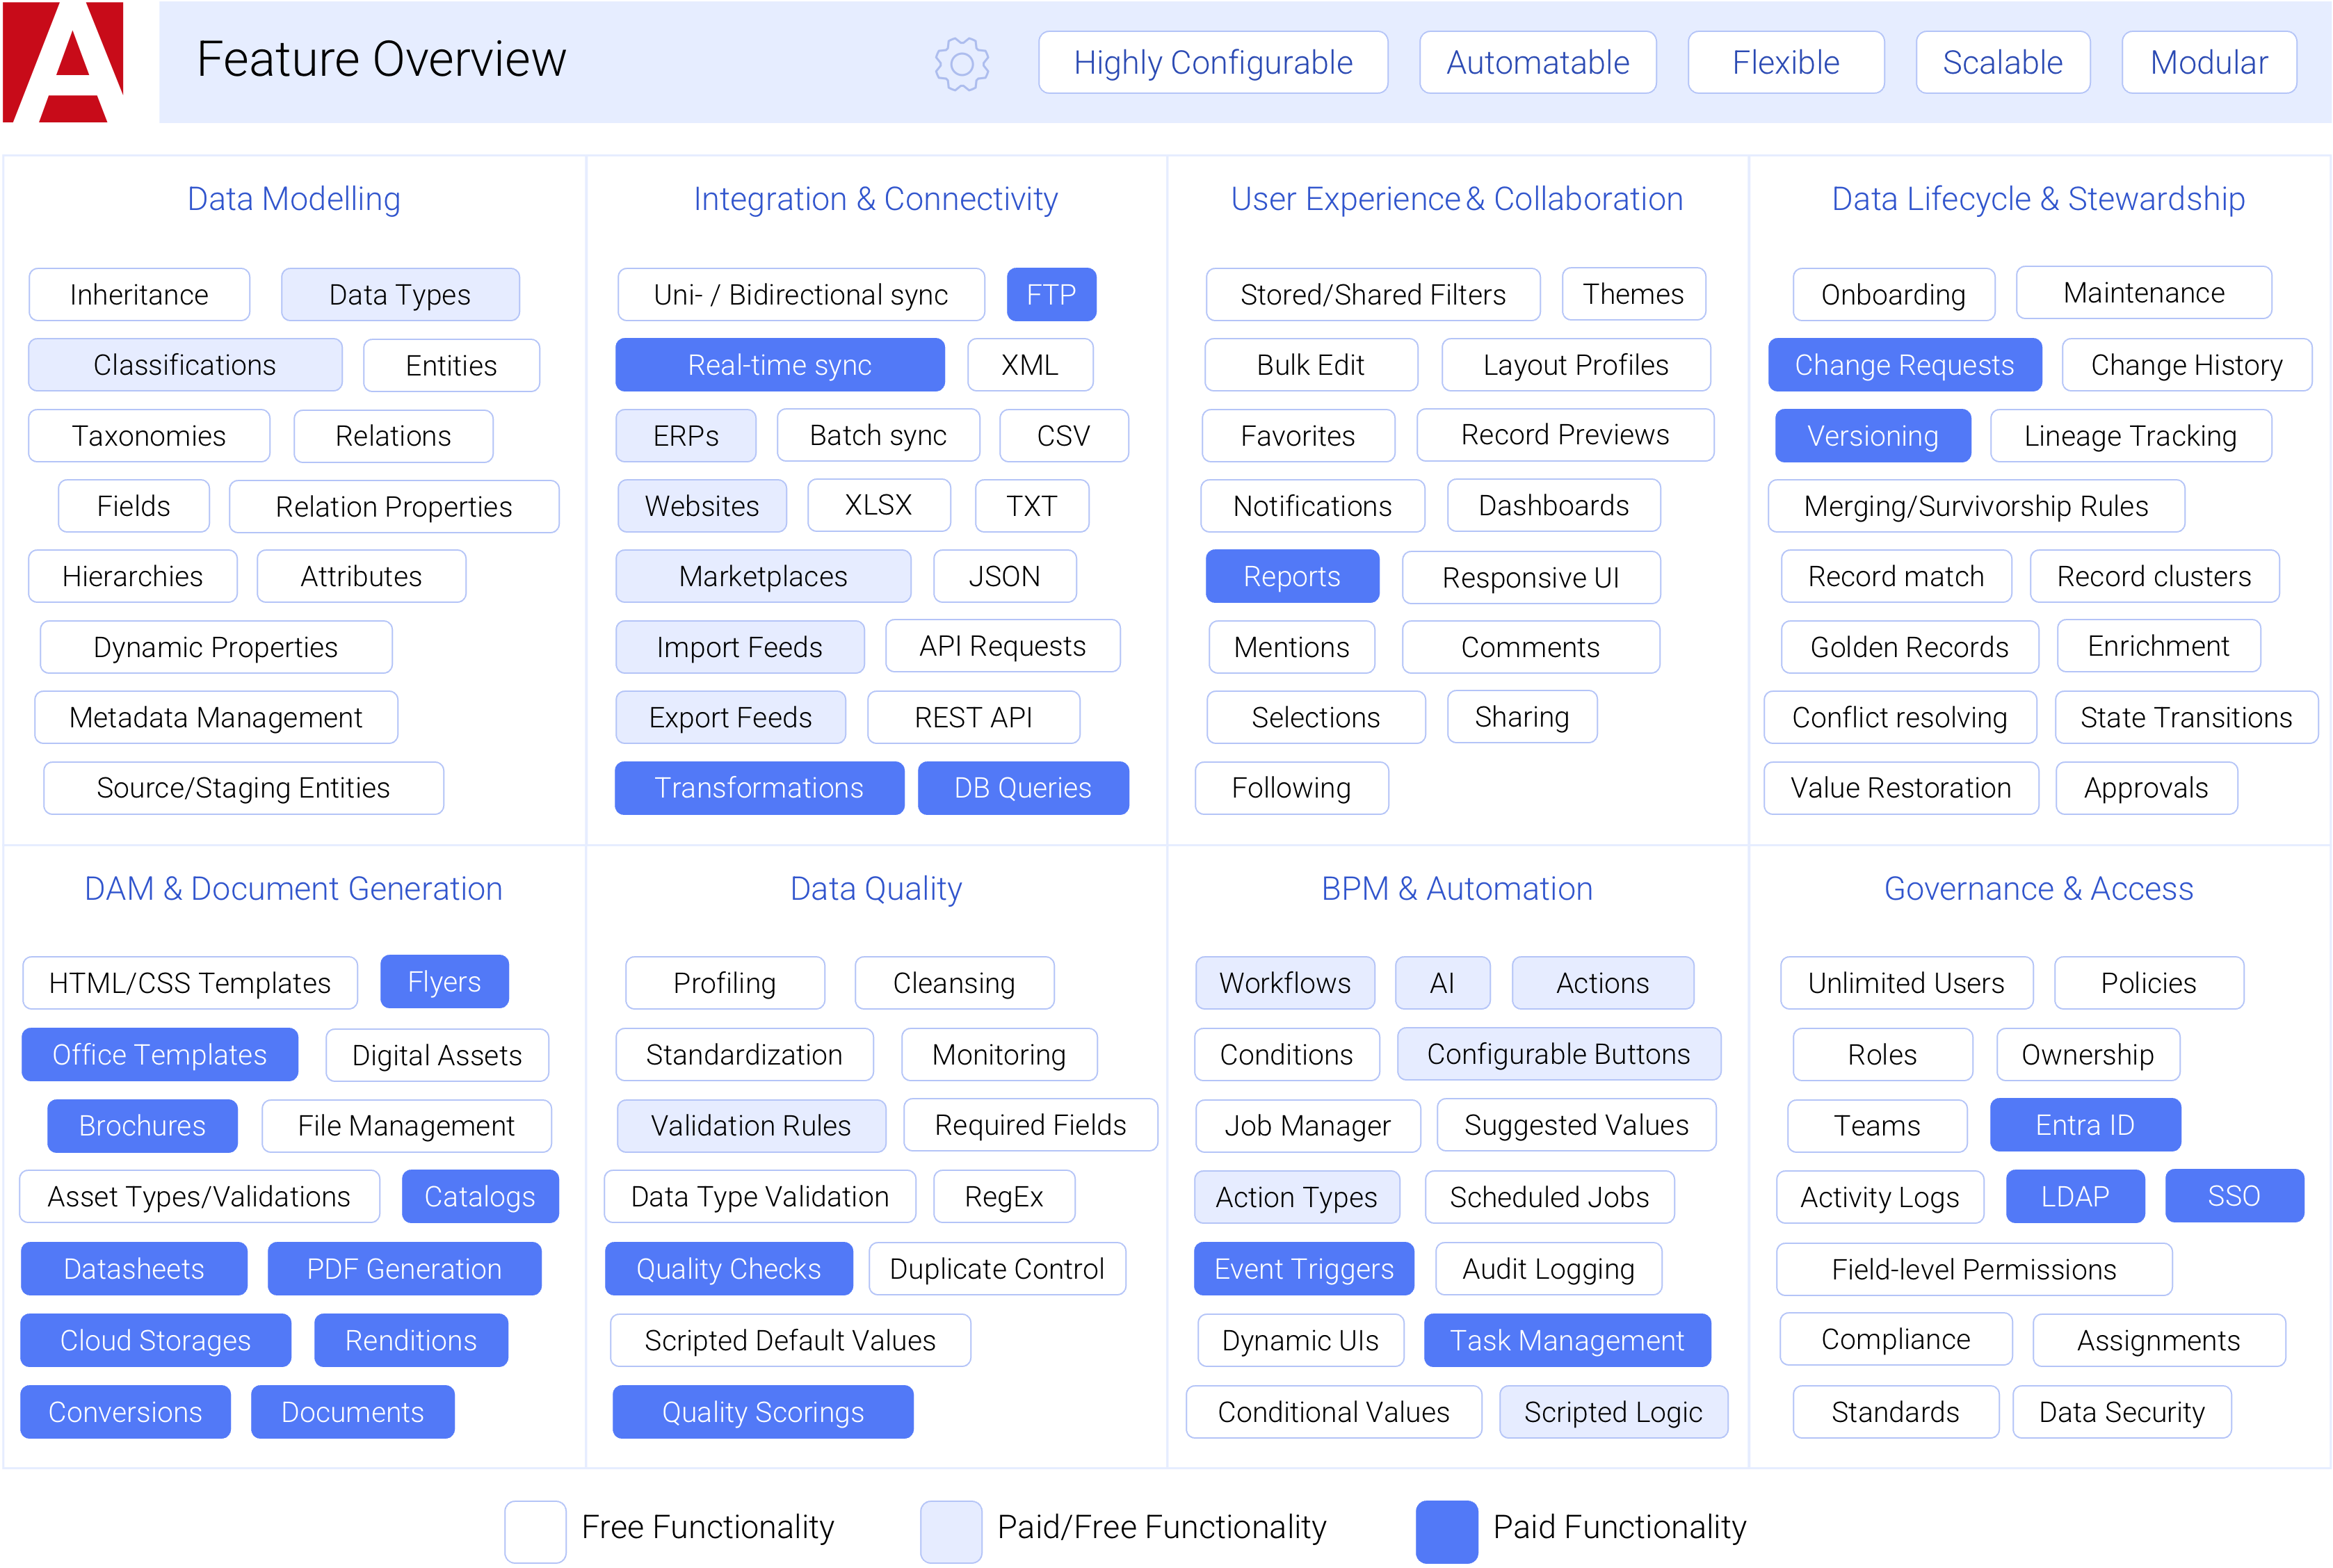 A
Feature Overview
Highly Configurable
Automatable
Flexible
Scalable
Modular
Data Modelling
Inheritance
Data Types
Classifications
Entities
Taxonomies
Relations
Fields
Relation Properties
Hierarchies
Attributes
Dynamic Properties
Metadata Management
Source/Staging Entities
Integration & Connectivity
Uni- / Bidirectional sync
FTP
Real-time sync
XML
ERPs
Batch sync
CSV
Websites
XLSX
TXT
Marketplaces
JSON
Import Feeds
API Requests
Export Feeds
REST API
Transformations
DB Queries
User Experience & Collaboration
Stored/Shared Filters
Themes
Bulk Edit
Layout Profiles
Favorites
Record Previews
Notifications
Dashboards
Reports
Responsive UI
Mentions
Comments
Selections
Sharing
Following
Data Lifecycle & Stewardship
Onboarding
Maintenance
Change Requests
Change History
Versioning
Lineage Tracking
Merging/Survivorship Rules
Record match
Record clusters
Golden Records
Enrichment
Conflict resolving
State Transitions
Value Restoration
Approvals
DAM & Document Generation
HTML/CSS Templates
Flyers
Office Templates
Digital Assets
Brochures
File Management
Asset Types/Validations
Catalogs
Datasheets
PDF Generation
Cloud Storages
Renditions
Conversions
Documents
Data Quality
Profiling
Cleansing
Standardization
Monitoring
Validation Rules
Required Fields
Data Type Validation
RegEx
Quality Checks
Duplicate Control
Scripted Default Values
Quality Scorings
BPM & Automation
Workflows
AI
Actions
Conditions
Configurable Buttons
Job Manager
Suggested Values
Action Types
Scheduled Jobs
Event Triggers
Audit Logging
Dynamic UIs
Task Management
Conditional Values
Scripted Logic
Governance & Access
Unlimited Users
Policies
Roles
Ownership
Teams
Entra ID
Activity Logs
LDAP
SSO
Field-level Permissions
Compliance
Assignments
Standards
Data Security
Free Functionality
Paid/Free Functionality
Paid Functionality